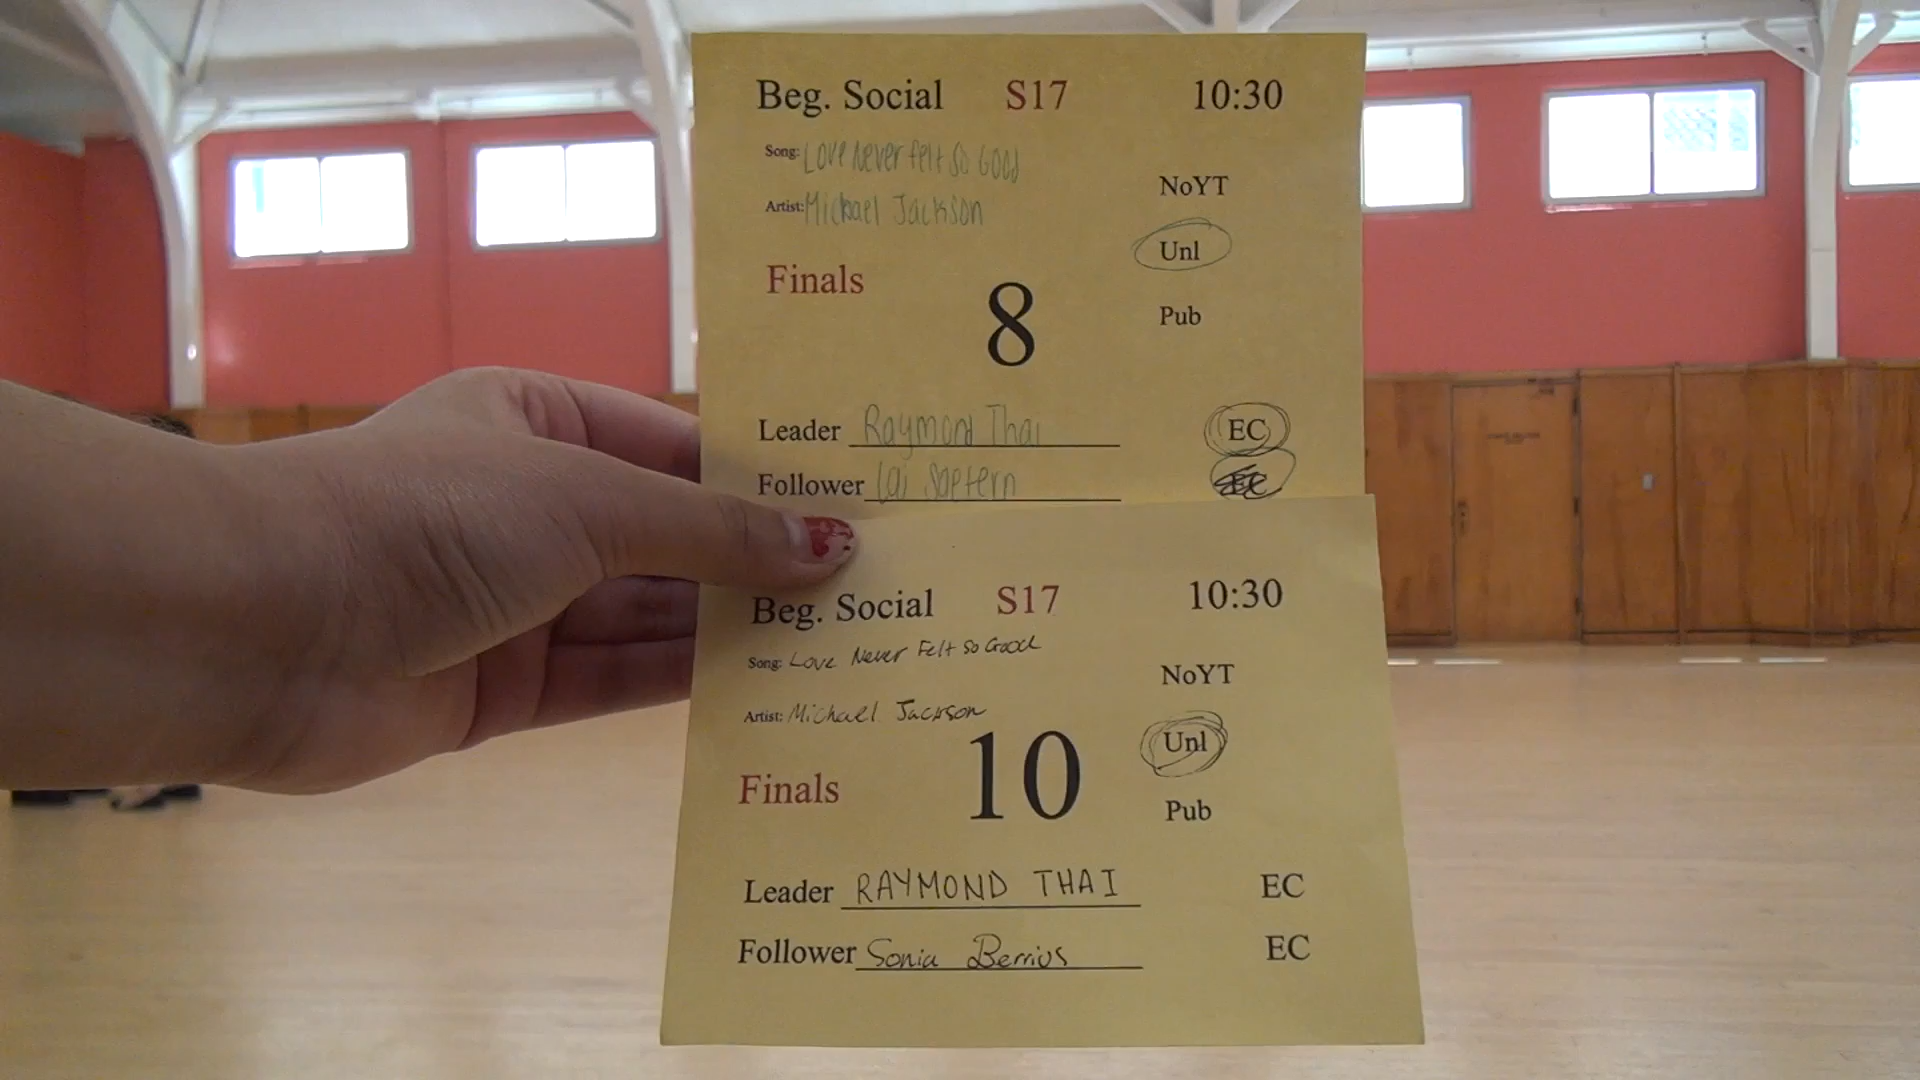 Beg. Social S17 10:30
Song: Love Never felt So Good
NoYT
Artist: Michael Jackson
Unl
Finals
8
Pub
Leader Raymond Thai EC
Follower Lai EC
Beg. Social S17 10:30
Song: Love Never Felt So Good
NoYT
Artist: Michael Jackson
Unl
Finals
10
Pub
Leader RAYMOND THAI EC
Follower Sonia Berrios EC